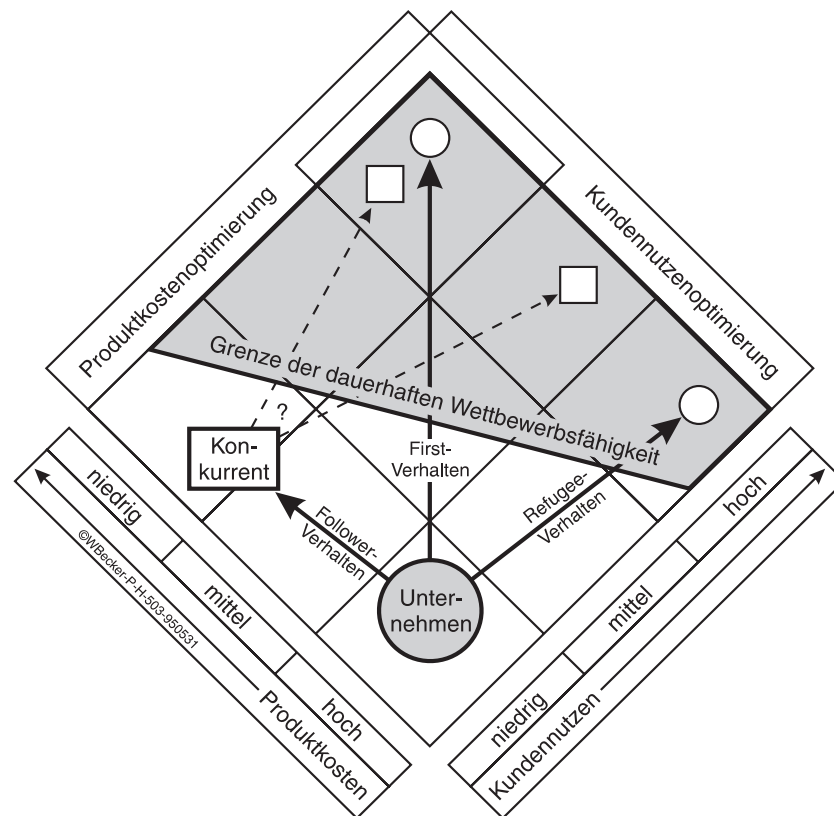 Produktkostenoptimierung
Kundennutzenoptimierung
Grenze der dauerhaften Wettbewerbsfähigkeit
?
Kon-
kurrent
First-
Verhalten
Follower-
Verhalten
Refugee-
Verhalten
Unter-
nehmen
niedrig
mittel
hoch
Produktkosten
©WBecker-P-H-503-950531
niedrig
mittel
hoch
Kundennutzen